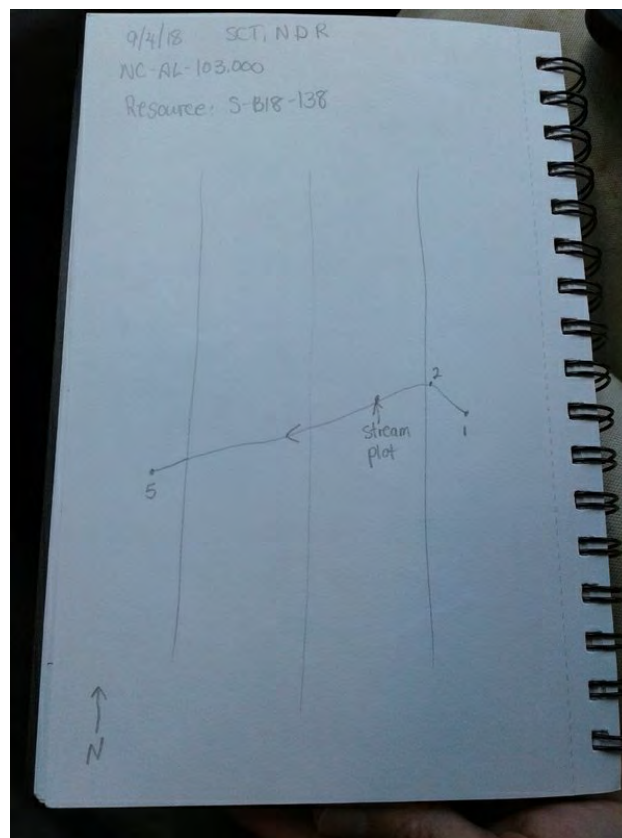 9/4/18 SCT, NDR
NC-AL-103.000
Resource: S-B18-138
2
1
stream
plot
5
N